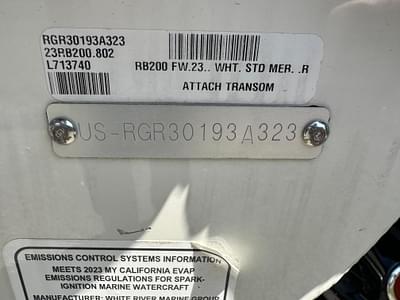 RGR30193A323
23RB200.802
L713740
RB200 FW.23.. WHT. STD MER. .R
ATTACH TRANSOM
US-RGR30193A323
EMISSIONS CONTROL SYSTEMS INFORMATION
MEETS 2023 MY CALIFORNIA EVAP
EMISSIONS REGULATIONS FOR SPARK-
IGNITION MARINE WATERCRAFT
MANUFACTURER: WHITE RIVER MARINE GROUP